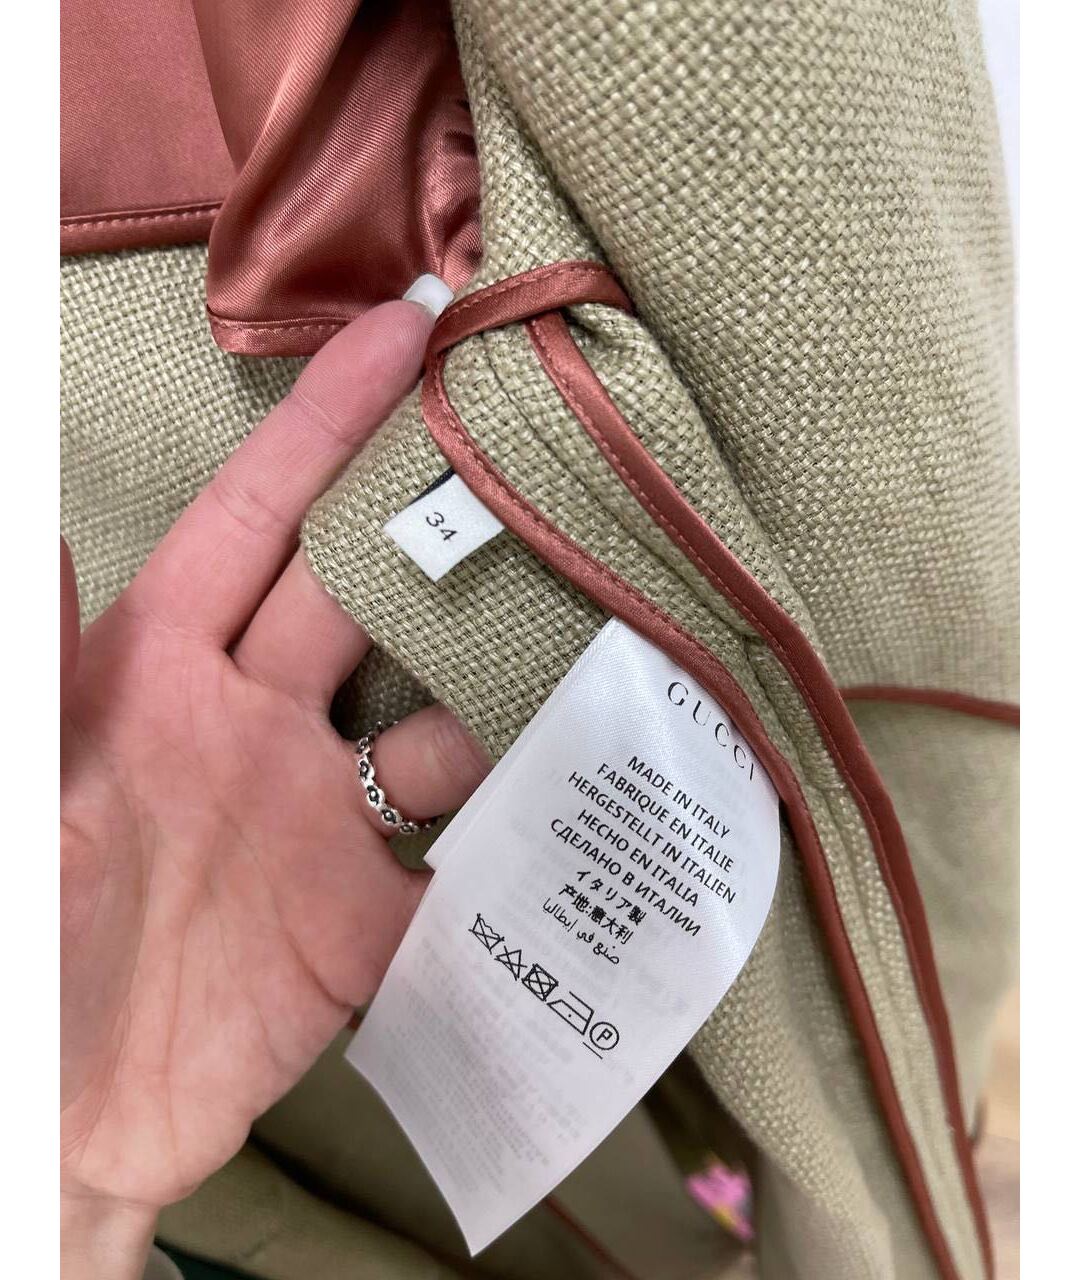 34
GUCCI
MADE IN ITALY
FABRIQUE EN ITALIE
HERGESTELLT IN ITALIEN
HECHO EN ITALIA
СДЕЛАНО В ИТАЛИИ
イタリア製
产地:意大利
صنع في إيطاليا
P